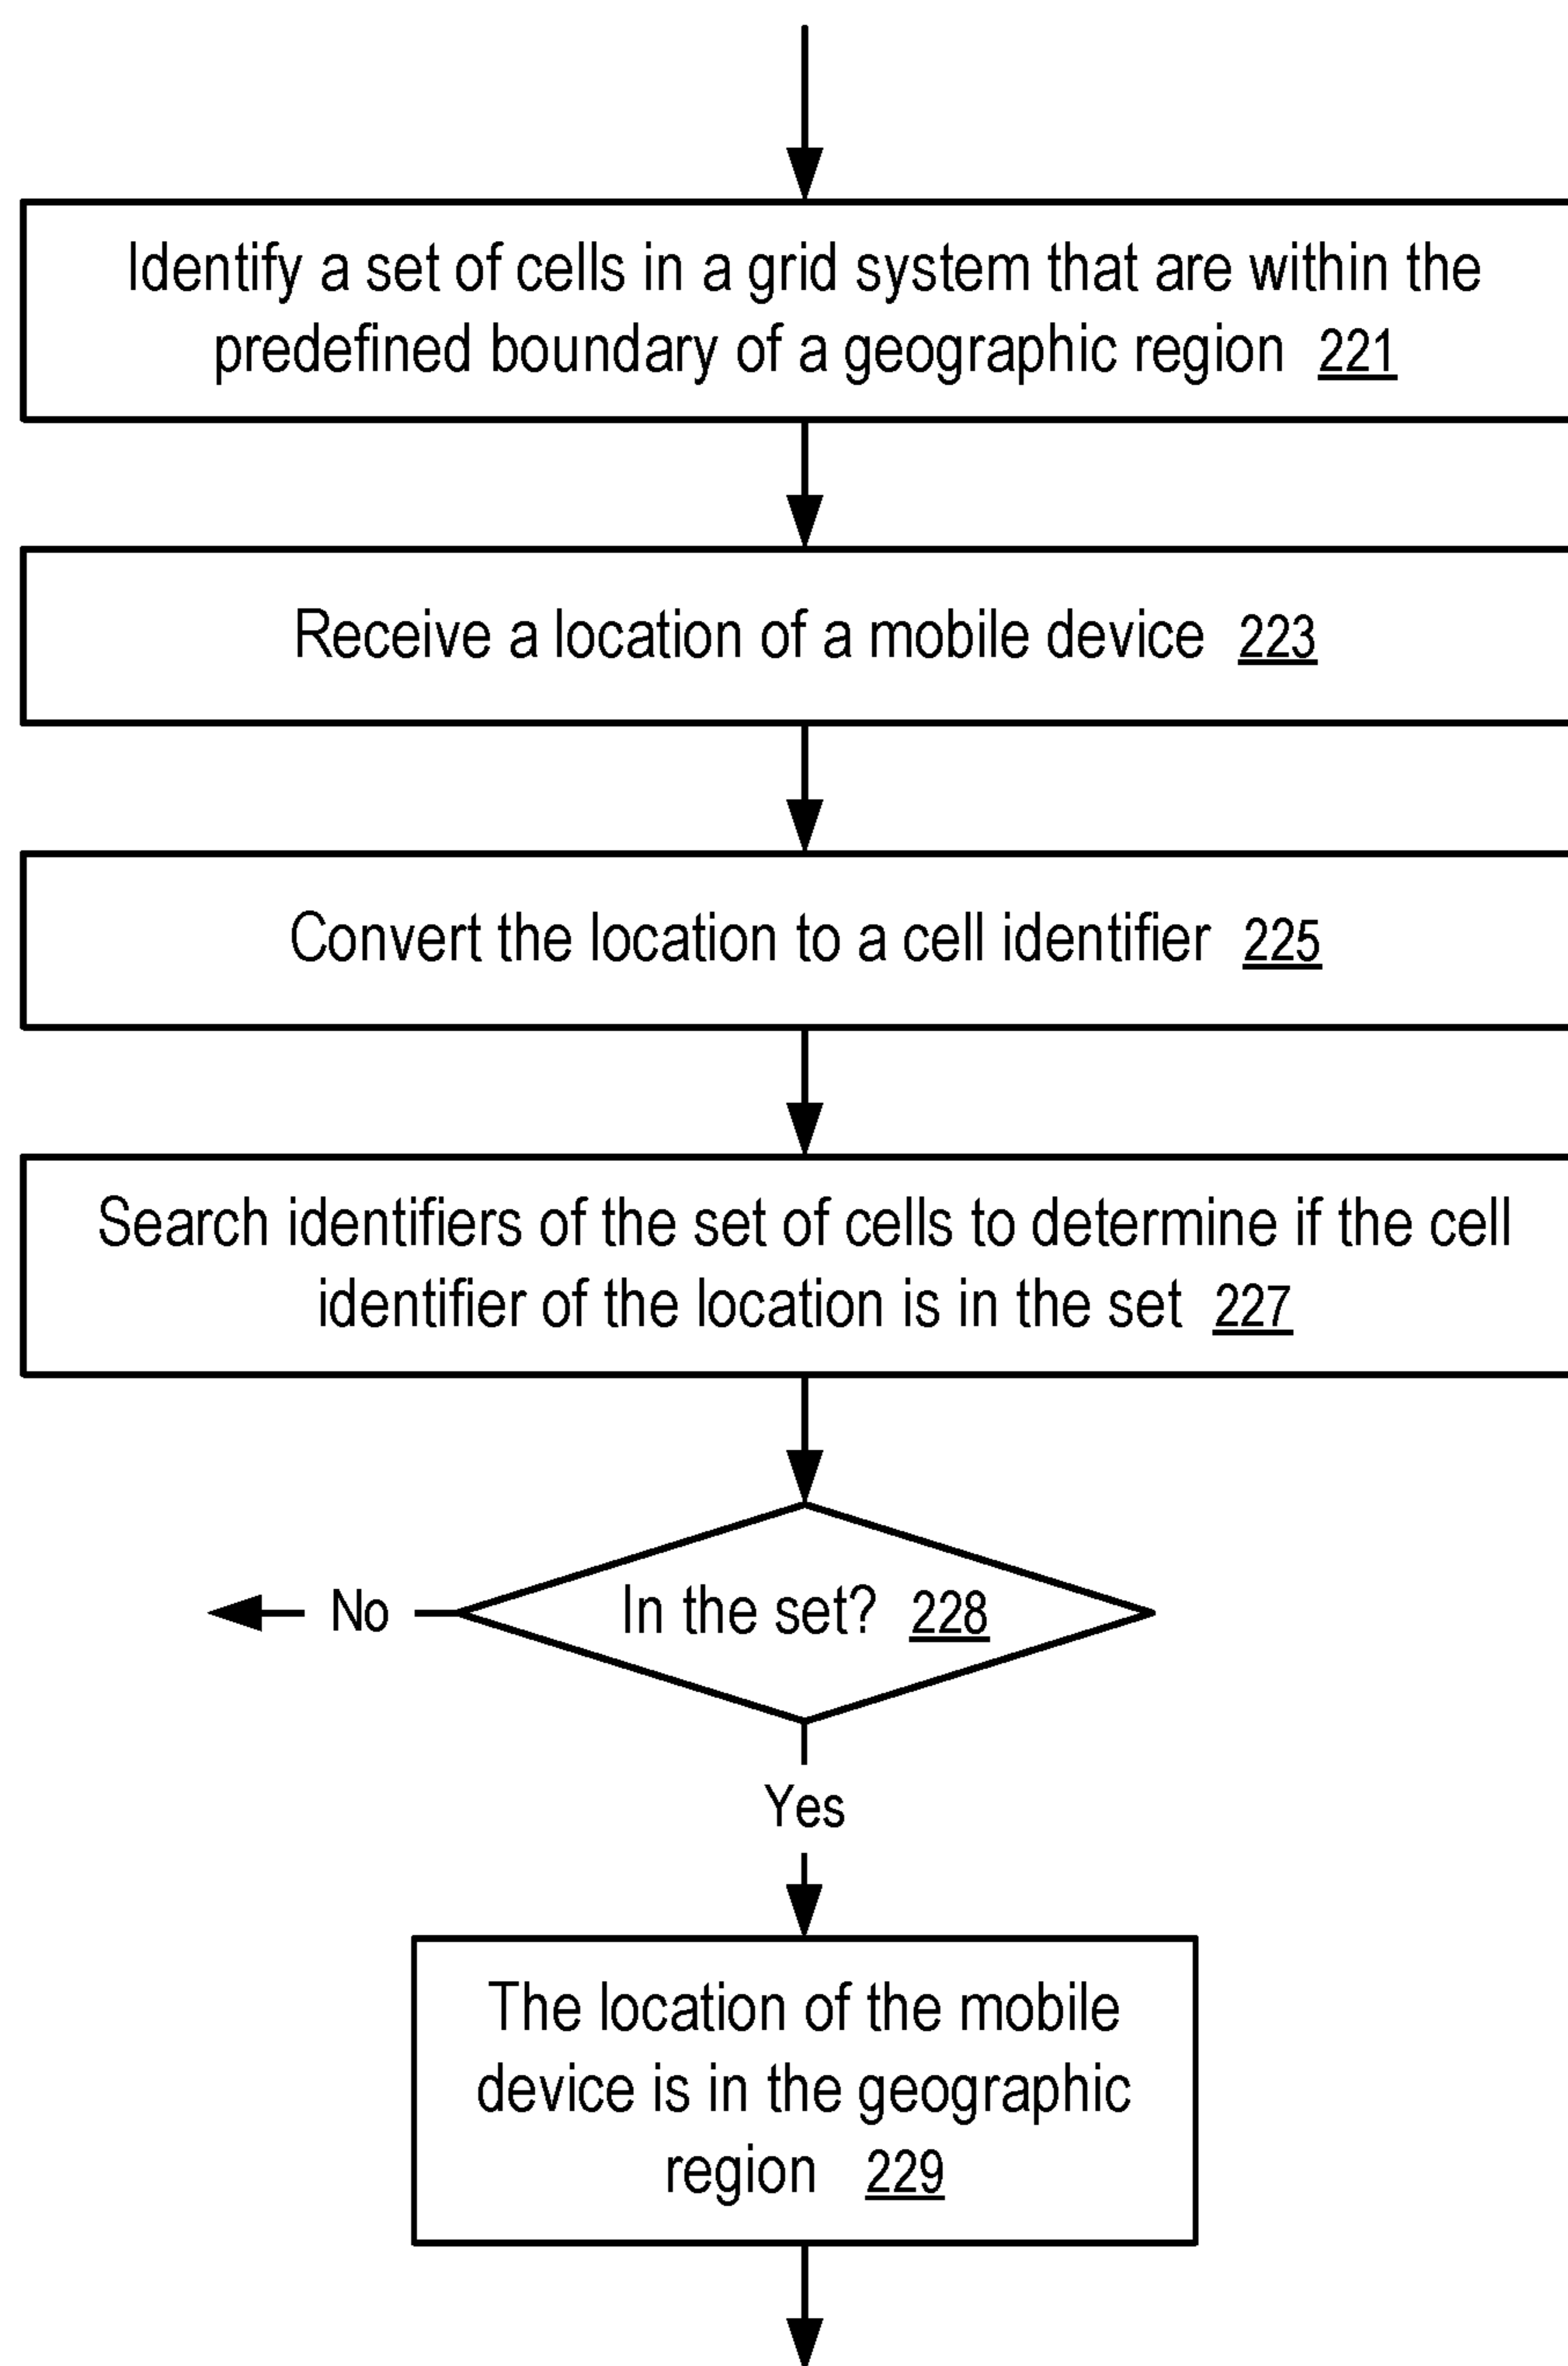 Identify a set of cells in a grid system that are within the
predefined boundary of a geographic region 221
Receive a location of a mobile device 223
Convert the location to a cell identifier 225
Search identifiers of the set of cells to determine if the cell
identifier of the location is in the set 227
In the set? 228
No
Yes
The location of the mobile
device is in the geographic
region 229